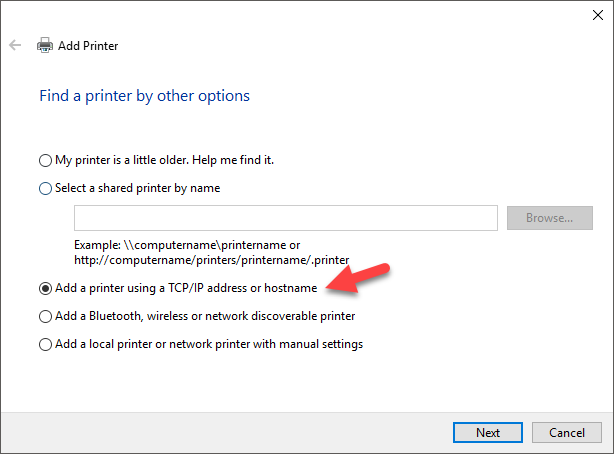 Add Printer
Find a printer by other options
My printer is a little older. Help me find it.
Select a shared printer by name
Browse...
Example: \\computername\printername or
http://computername/printers/printername/.printer
Add a printer using a TCP/IP address or hostname
Add a Bluetooth, wireless or network discoverable printer
Add a local printer or network printer with manual settings
Next
Cancel